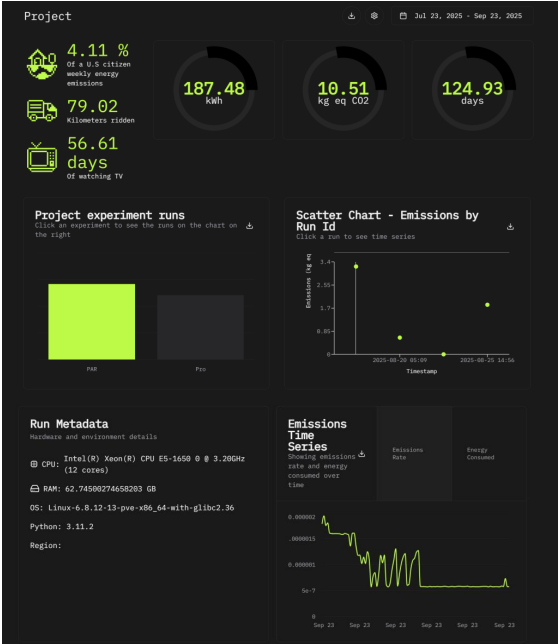 Project
Jul 23, 2025 - Sep 23, 2025
4.11 %
Of a U.S citizen
weekly energy
emissions
79.02
Kilometers ridden
56.61
days
Of watching TV
187.48
kWh
10.51
kg eq CO2
124.93
days
Project experiment runs
Click an experiment to see the runs on the chart on
the right
PAR
Pro
Scatter Chart - Emissions by
Run Id
Click a run to see time series
Emissions (kg eq
3.4
2.55
1.7
0.85
0
2025-08-20 05:09
2025-08-25 14:56
Timestamp
Run Metadata
Hardware and environment details
CPU: Intel(R) Xeon(R) CPU E5-1650 0 @ 3.20GHz
(12 cores)
RAM: 62.74500274658203 GB
OS: Linux-6.8.12-13-pve-x86_64-with-glibc2.36
Python: 3.11.2
Region:
Emissions
Time
Series
Showing emissions
rate and energy
consumed over
time
Emissions
Rate
Energy
Consumed
0.000002
.0000015
0.000001
5e-7
0
Sep 23
Sep 23
Sep 23
Sep 23
Sep 23
Sep 23